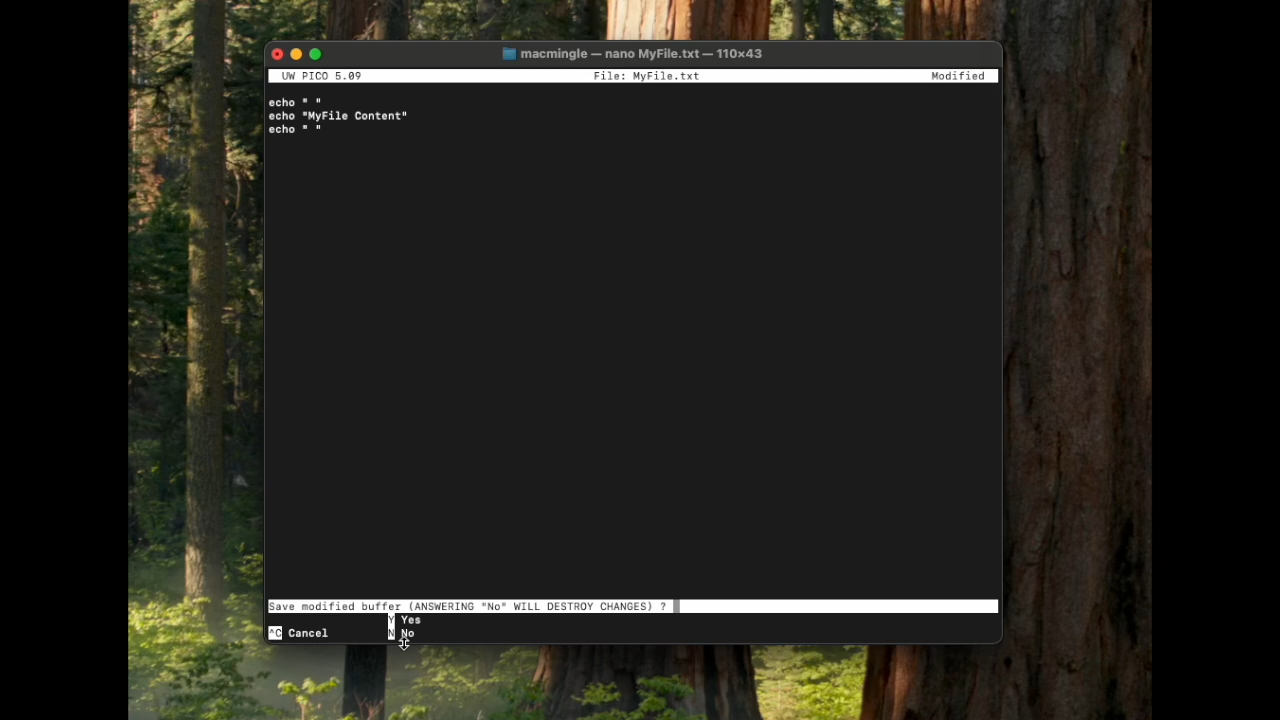 macmingle — nano MyFile.txt — 110×43
UW PICO 5.09 File: MyFile.txt Modified
echo " "
echo "MyFile Content"
echo " "
Save modified buffer (ANSWERING "No" WILL DESTROY CHANGES) ?
Y Yes
^C Cancel N No